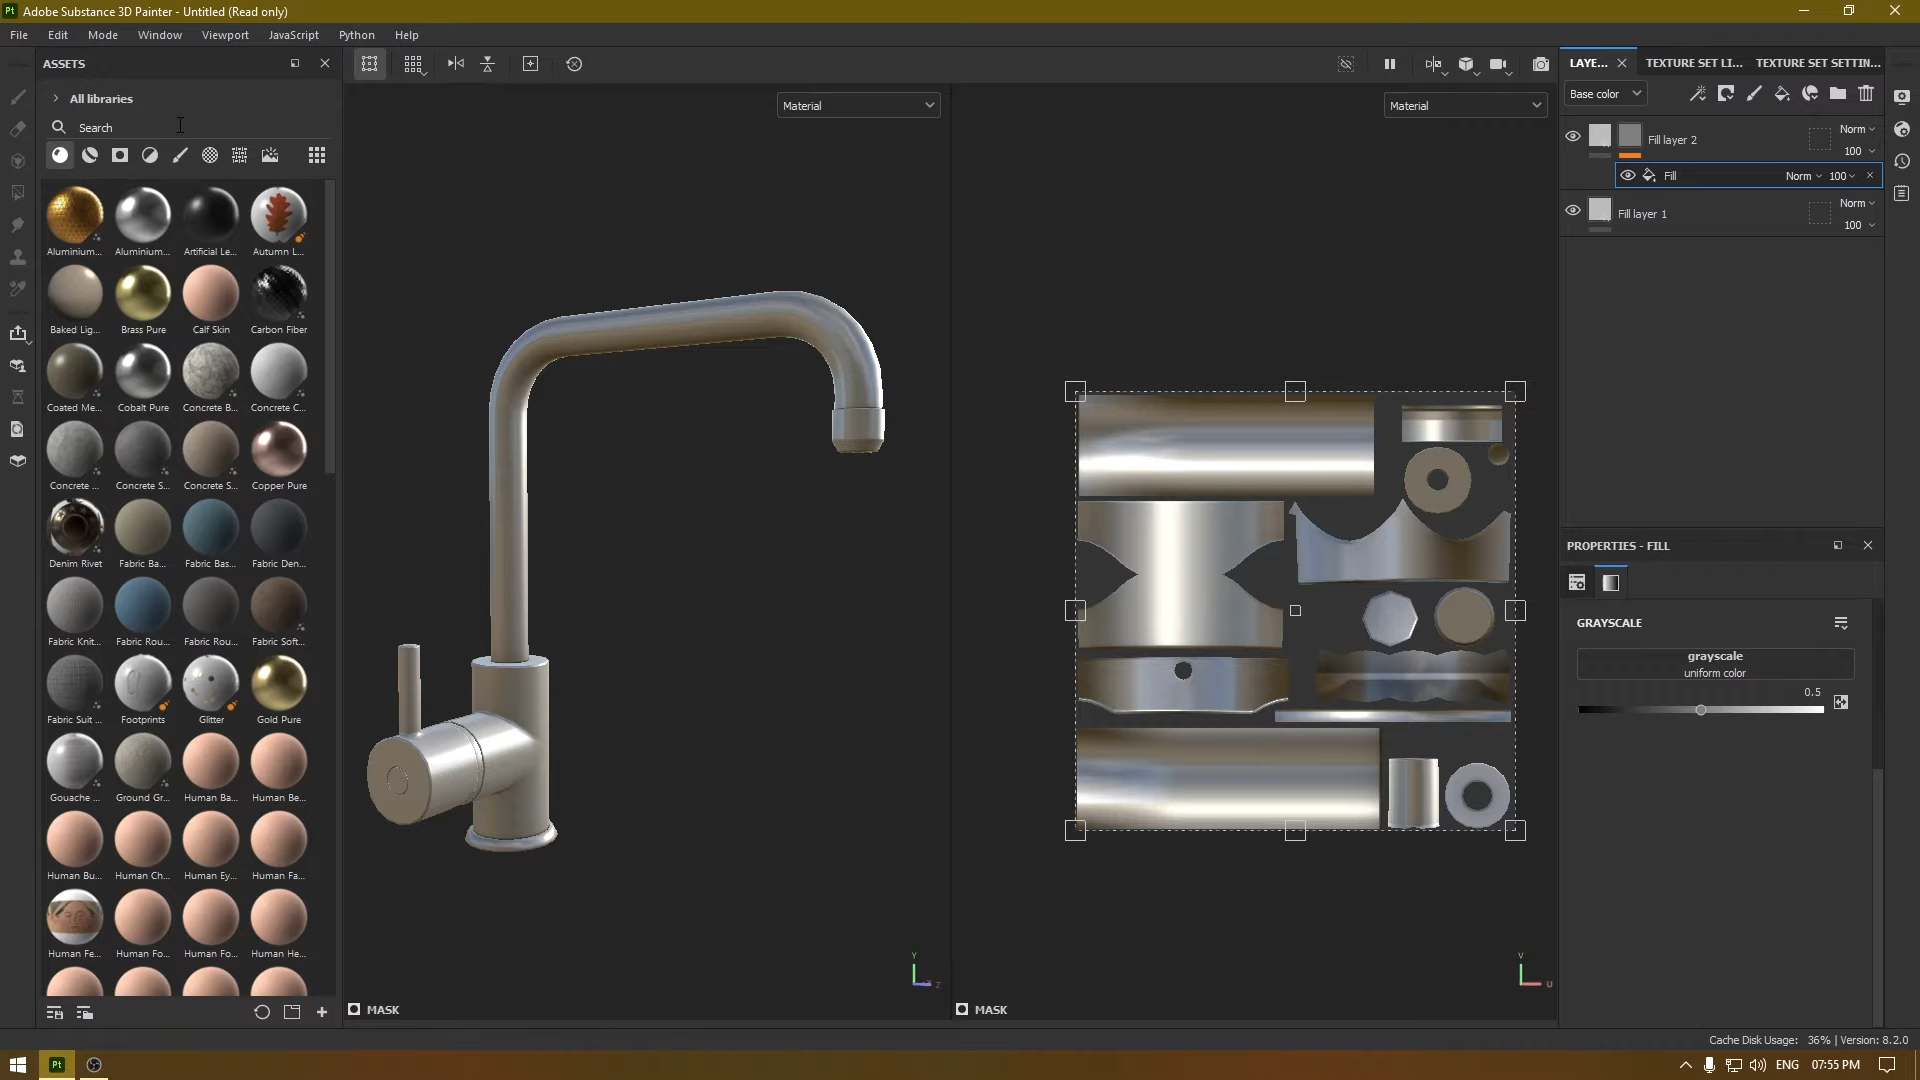 Pt Adobe Substance 3D Painter - Untitled (Read only)
File Edit Mode Window Viewport JavaScript Python Help
ASSETS
All libraries
Search
Aluminium... Aluminium... Artificial Le... Autumn L...
Baked Lig... Brass Pure Calf Skin Carbon Fiber
Coated Me... Cobalt Pure Concrete B... Concrete C...
Concrete ... Concrete S... Concrete S... Copper Pure
Denim Rivet Fabric Ba... Fabric Bas... Fabric Den...
Fabric Knit... Fabric Rou... Fabric Rou... Fabric Soft...
Fabric Suit ... Footprints Glitter Gold Pure
Gouache ... Ground Gr... Human Ba... Human Be...
Human Bu... Human Ch... Human Ey... Human Fa...
Human Fe... Human Fo... Human Fo... Human He...
Material
Y
Z
MASK
Material
V
U
MASK
LAYE... TEXTURE SET LI... TEXTURE SET SETTIN...
Base color
Fill layer 2 Norm
100
Fill Norm 100
Fill layer 1 Norm
100
PROPERTIES - FILL
GRAYSCALE
grayscale
uniform color
0.5
Cache Disk Usage: 36% | Version: 8.2.0
Pt ENG 07:55 PM